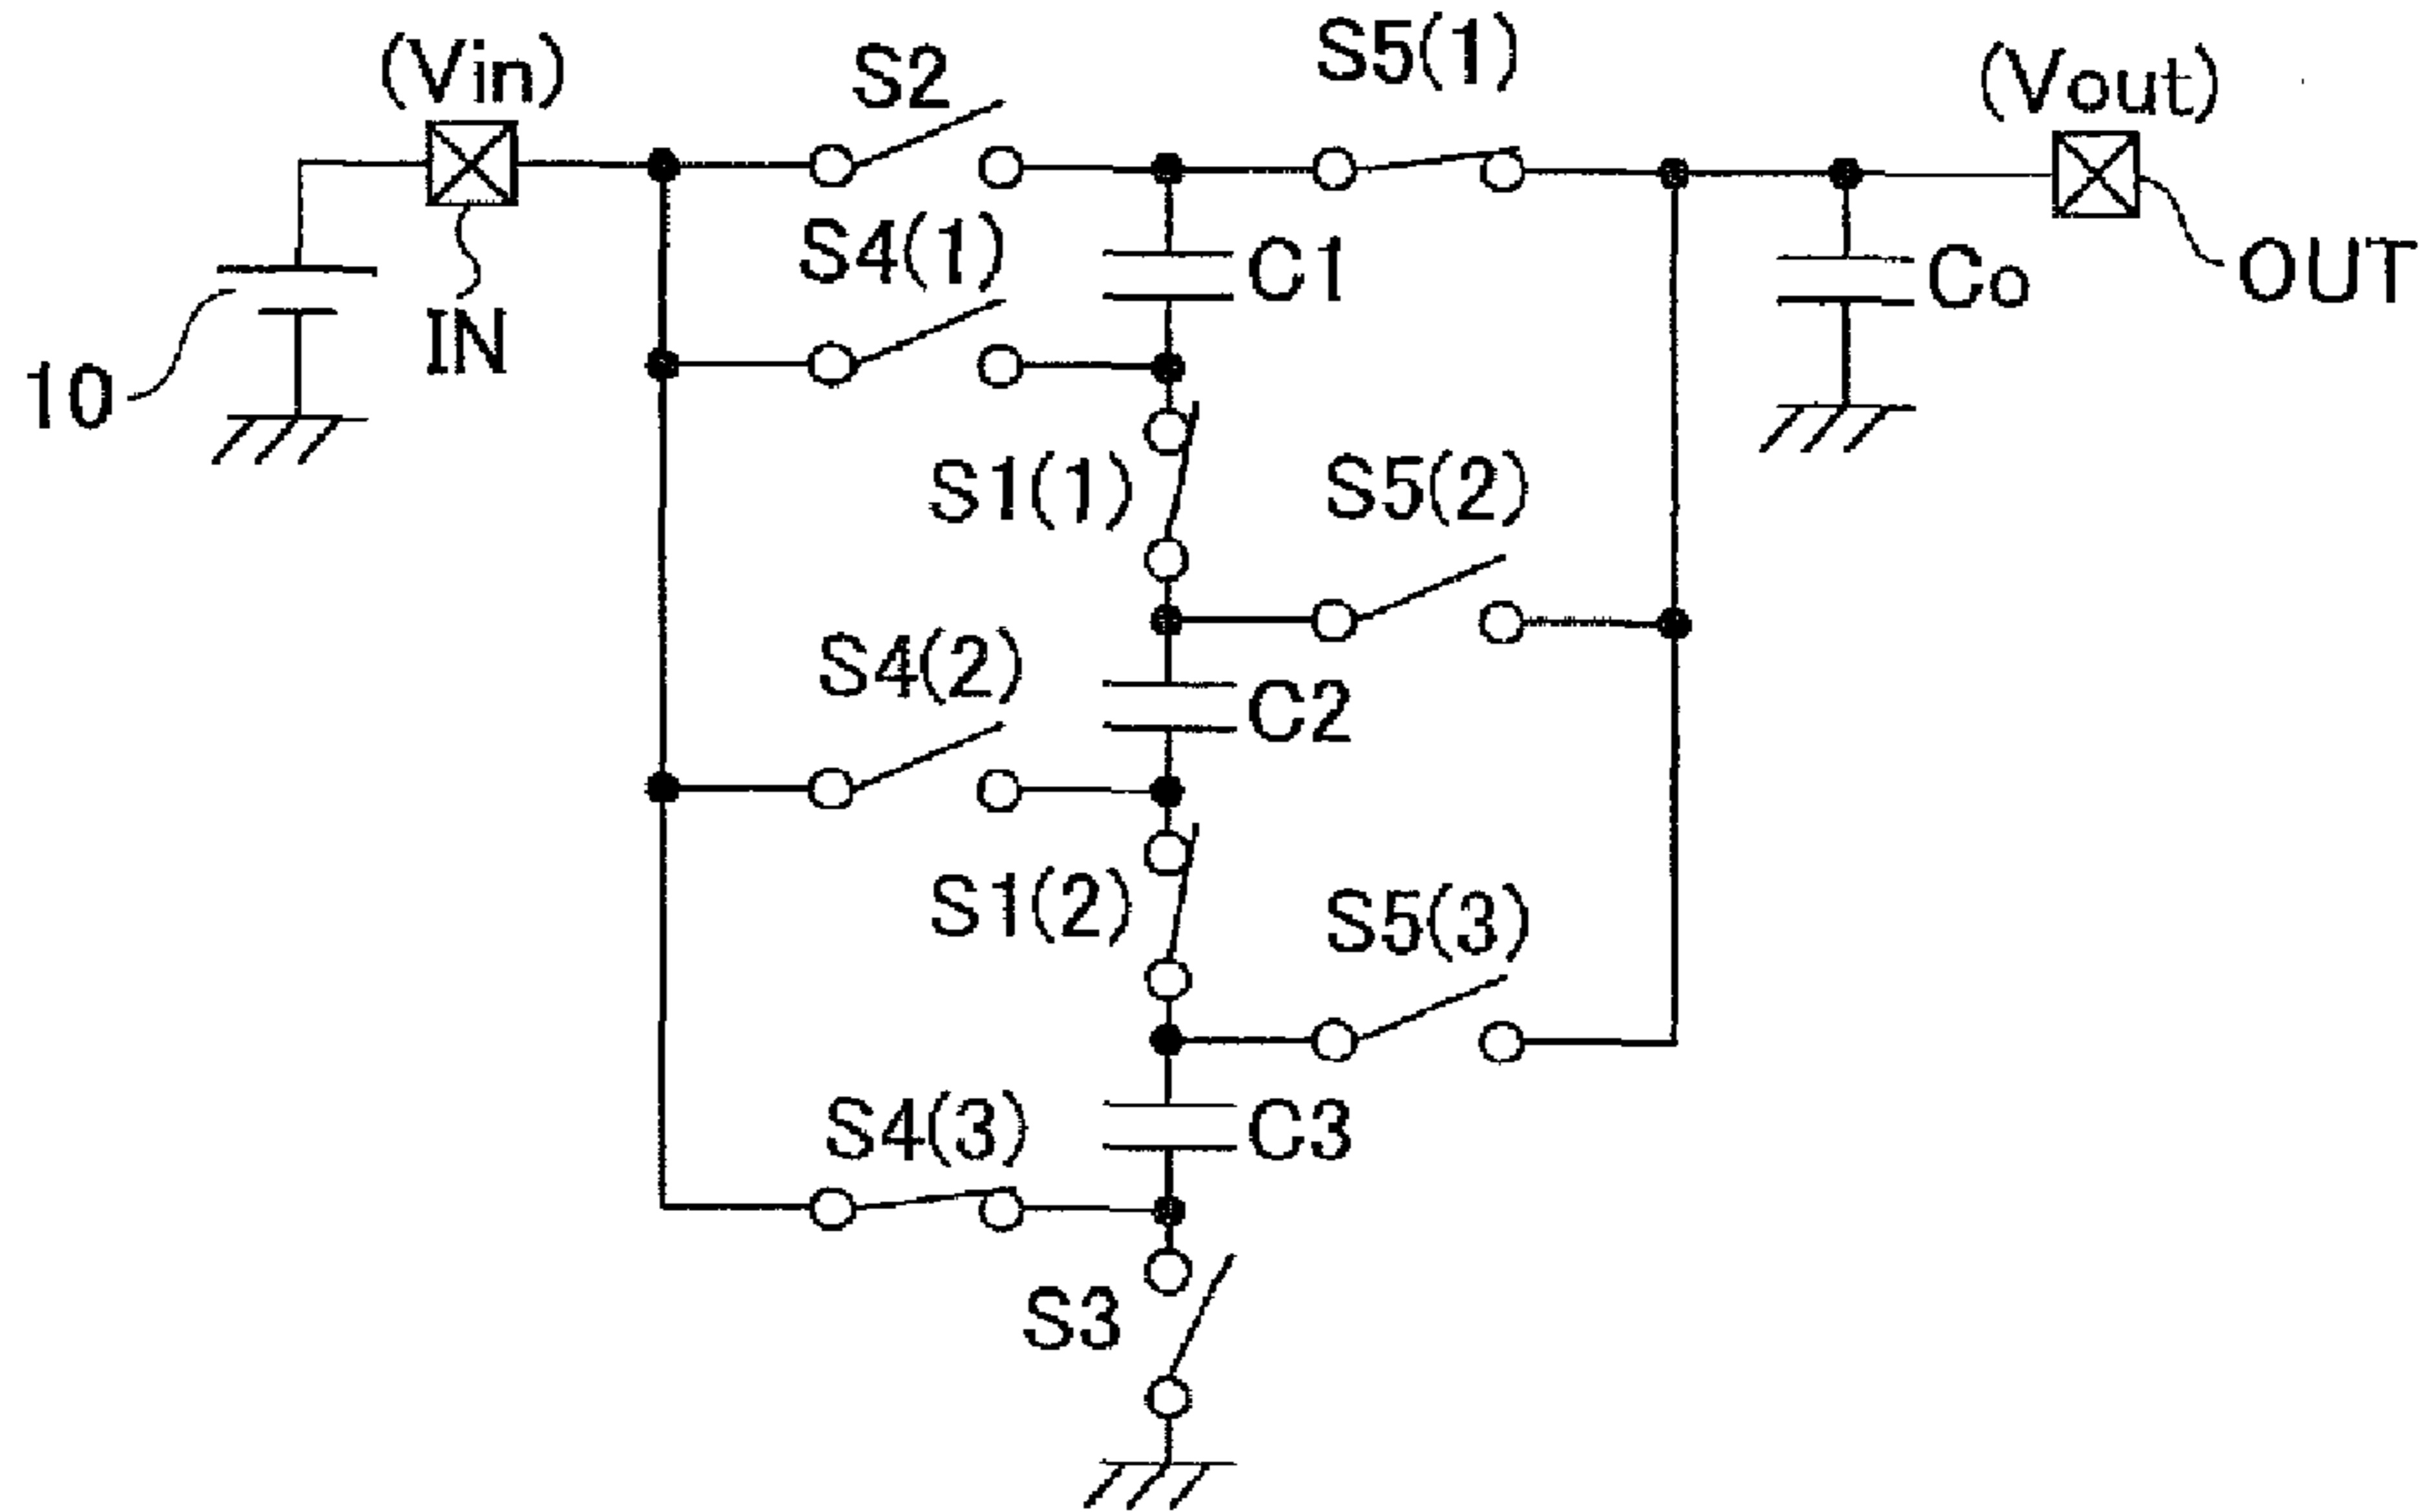 (Vin)
S2
S5(1)
(Vout)
S4(1)
C1
Co
OUT
IN
10
S1(1)
S5(2)
S4(2)
C2
S1(2)
S5(3)
S4(3)
C3
S3